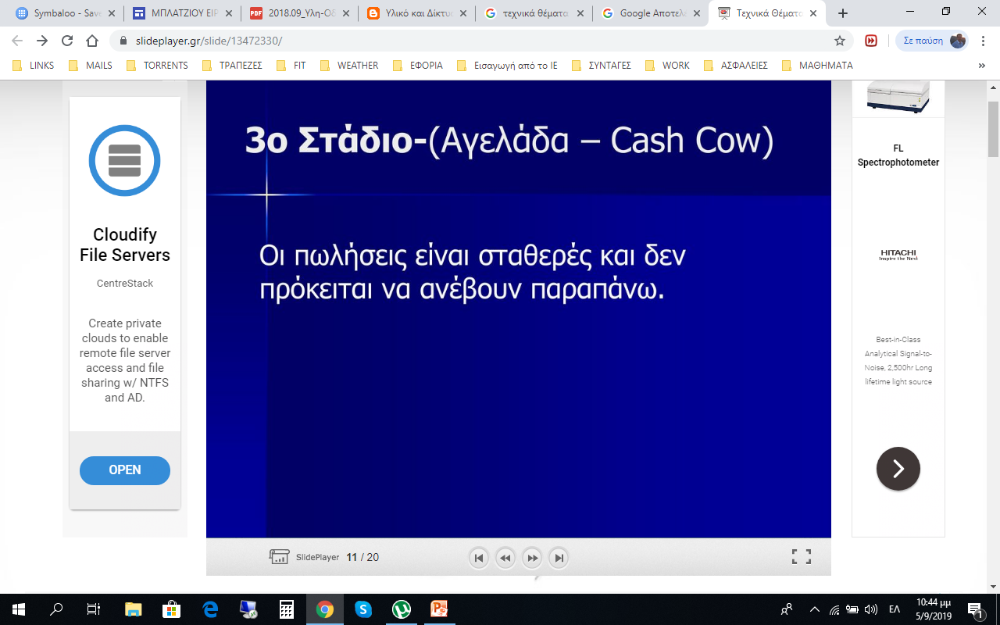 Symbaloo - Save
ΜΠΛΑΤΖΙΟΥ ΕΙΡ
2018.09_Υλη-Οδ
Υλικό και Δίκτυα
τεχνικά θέματα
Google Αποτελέ
Τεχνικά Θέματα
slideplayer.gr/slide/13472330/
Σε παύση
LINKS
MAILS
TORRENTS
ΤΡΑΠΕΖΕΣ
FIT
WEATHER
ΕΦΟΡΙΑ
Εισαγωγή από το IE
ΣΥΝΤΑΓΕΣ
WORK
ΑΣΦΑΛΕΙΕΣ
ΜΑΘΗΜΑΤΑ
Cloudify
File Servers
CentreStack
Create private
clouds to enable
remote file server
access and file
sharing w/ NTFS
and AD.
OPEN
3ο Στάδιο-(Αγελάδα – Cash Cow)
Οι πωλήσεις είναι σταθερές και δεν
πρόκειται να ανέβουν παραπάνω.
SlidePlayer 11 / 20
FL
Spectrophotometer
HITACHI
Inspire the Next
Best-in-Class
Analytical Signal-to-
Noise, 2,500hr Long
lifetime light source
ΕΛ
10:44 μμ
5/9/2019
1